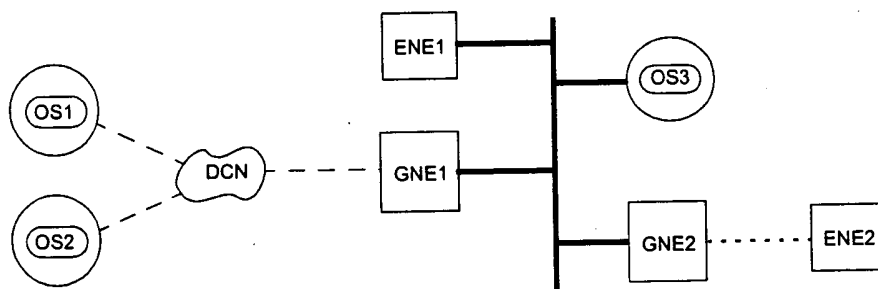 ENE1
OS3
OS1
DCN
GNE1
OS2
GNE2
ENE2